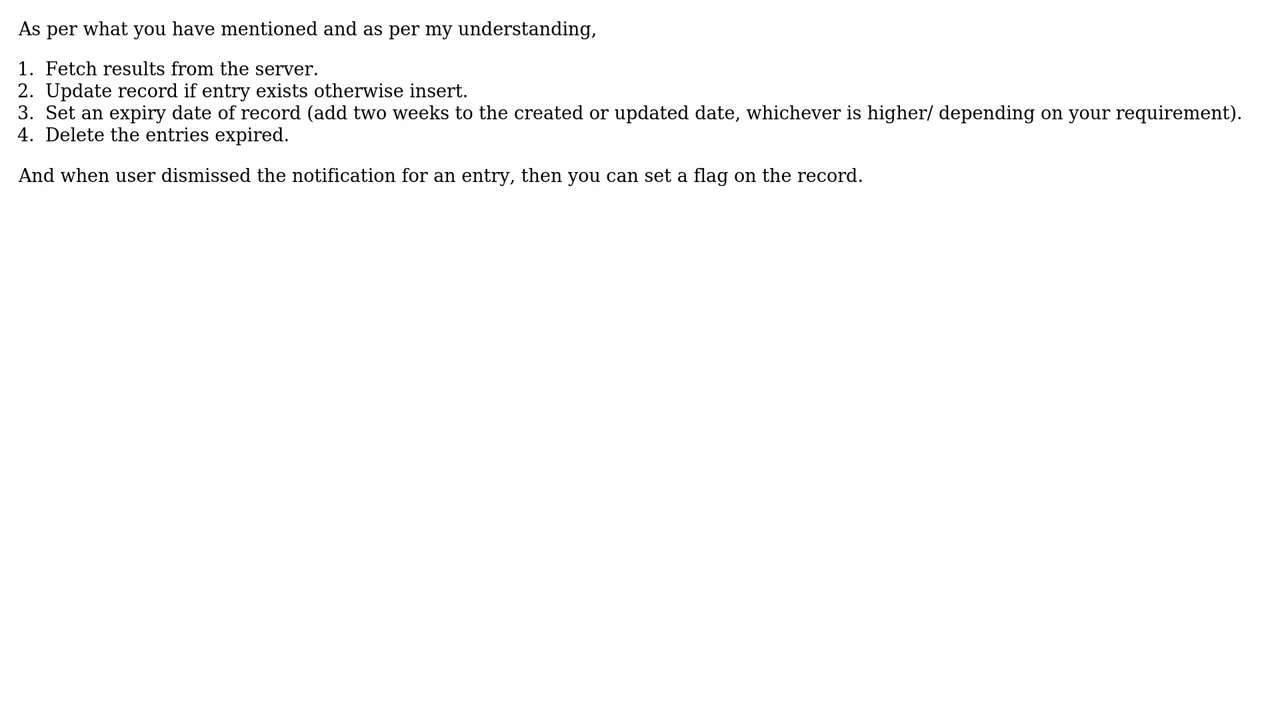 As per what you have mentioned and as per my understanding,
1. Fetch results from the server.
2. Update record if entry exists otherwise insert.
3. Set an expiry date of record (add two weeks to the created or updated date, whichever is higher/ depending on your requirement).
4. Delete the entries expired.
And when user dismissed the notification for an entry, then you can set a flag on the record.